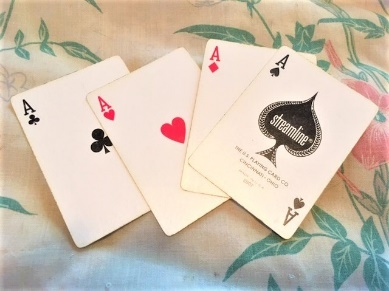 A
A
A
A
streamline
THE U.S. PLAYING CARD CO.
CINCINNATI, OHIO
A